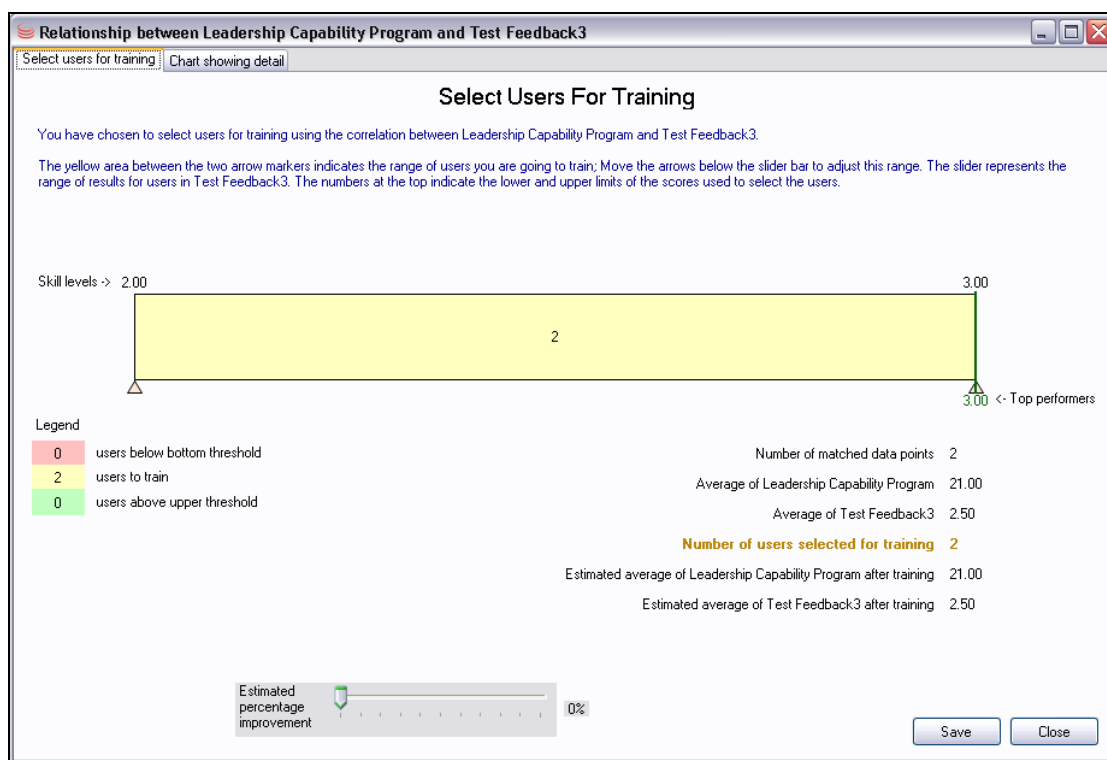 Relationship between Leadership Capability Program and Test Feedback3
Select users for training Chart showing detail
Select Users For Training
You have chosen to select users for training using the correlation between Leadership Capability Program and Test Feedback3.
The yellow area between the two arrow markers indicates the range of users you are going to train; Move the arrows below the slider bar to adjust this range. The slider represents the
range of results for users in Test Feedback3. The numbers at the top indicate the lower and upper limits of the scores used to select the users.
Skill levels -> 2.00 3.00
2
3.00 <- Top performers
Legend
0 users below bottom threshold
2 users to train
0 users above upper threshold
Number of matched data points 2
Average of Leadership Capability Program 21.00
Average of Test Feedback3 2.50
Number of users selected for training 2
Estimated average of Leadership Capability Program after training 21.00
Estimated average of Test Feedback3 after training 2.50
Estimated
percentage
improvement
0%
Save Close